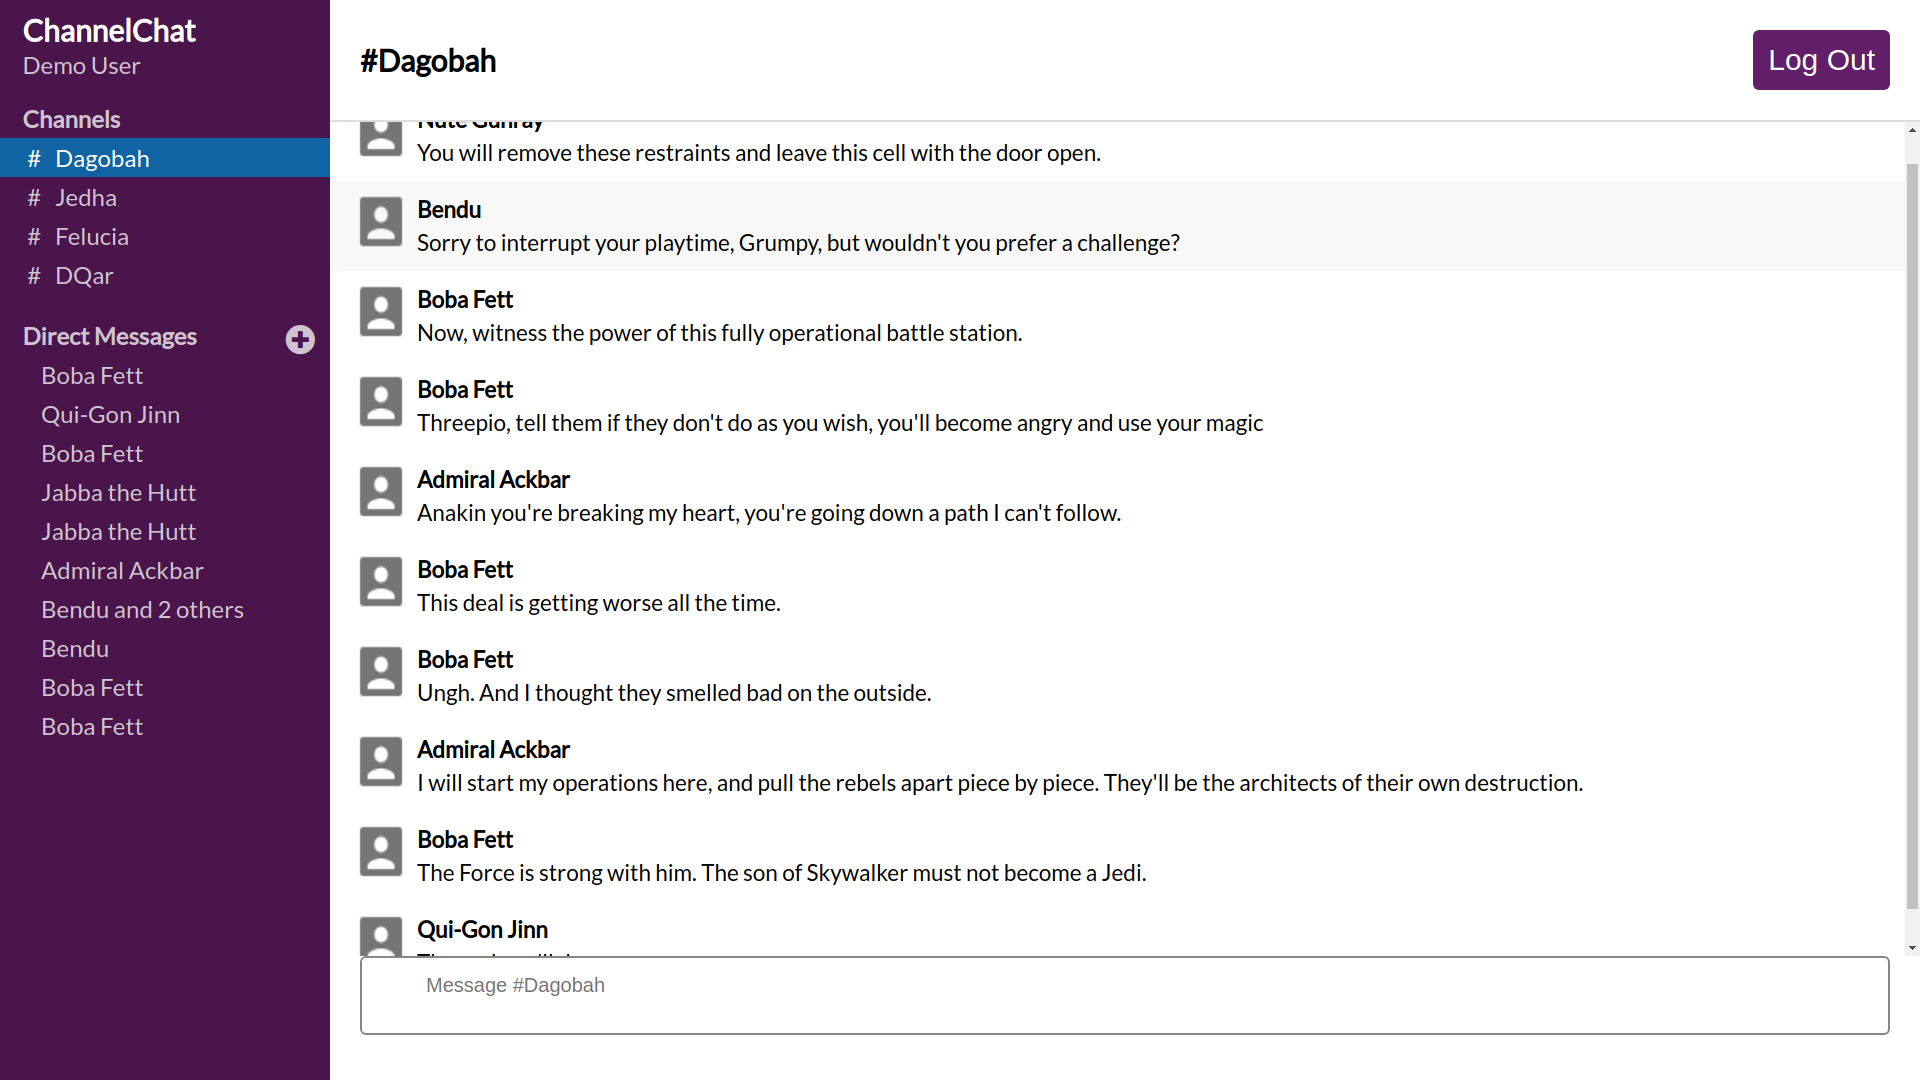 ChannelChat
Demo User
Channels
# Dagobah
# Jedha
# Felucia
# DQar
Direct Messages
Boba Fett
Qui-Gon Jinn
Boba Fett
Jabba the Hutt
Jabba the Hutt
Admiral Ackbar
Bendu and 2 others
Bendu
Boba Fett
Boba Fett
#Dagobah
Log Out
Nute Gunray
You will remove these restraints and leave this cell with the door open.
Bendu
Sorry to interrupt your playtime, Grumpy, but wouldn't you prefer a challenge?
Boba Fett
Now, witness the power of this fully operational battle station.
Boba Fett
Threepio, tell them if they don't do as you wish, you'll become angry and use your magic
Admiral Ackbar
Anakin you're breaking my heart, you're going down a path I can't follow.
Boba Fett
This deal is getting worse all the time.
Boba Fett
Ungh. And I thought they smelled bad on the outside.
Admiral Ackbar
I will start my operations here, and pull the rebels apart piece by piece. They'll be the architects of their own destruction.
Boba Fett
The Force is strong with him. The son of Skywalker must not become a Jedi.
Qui-Gon Jinn
Message #Dagobah